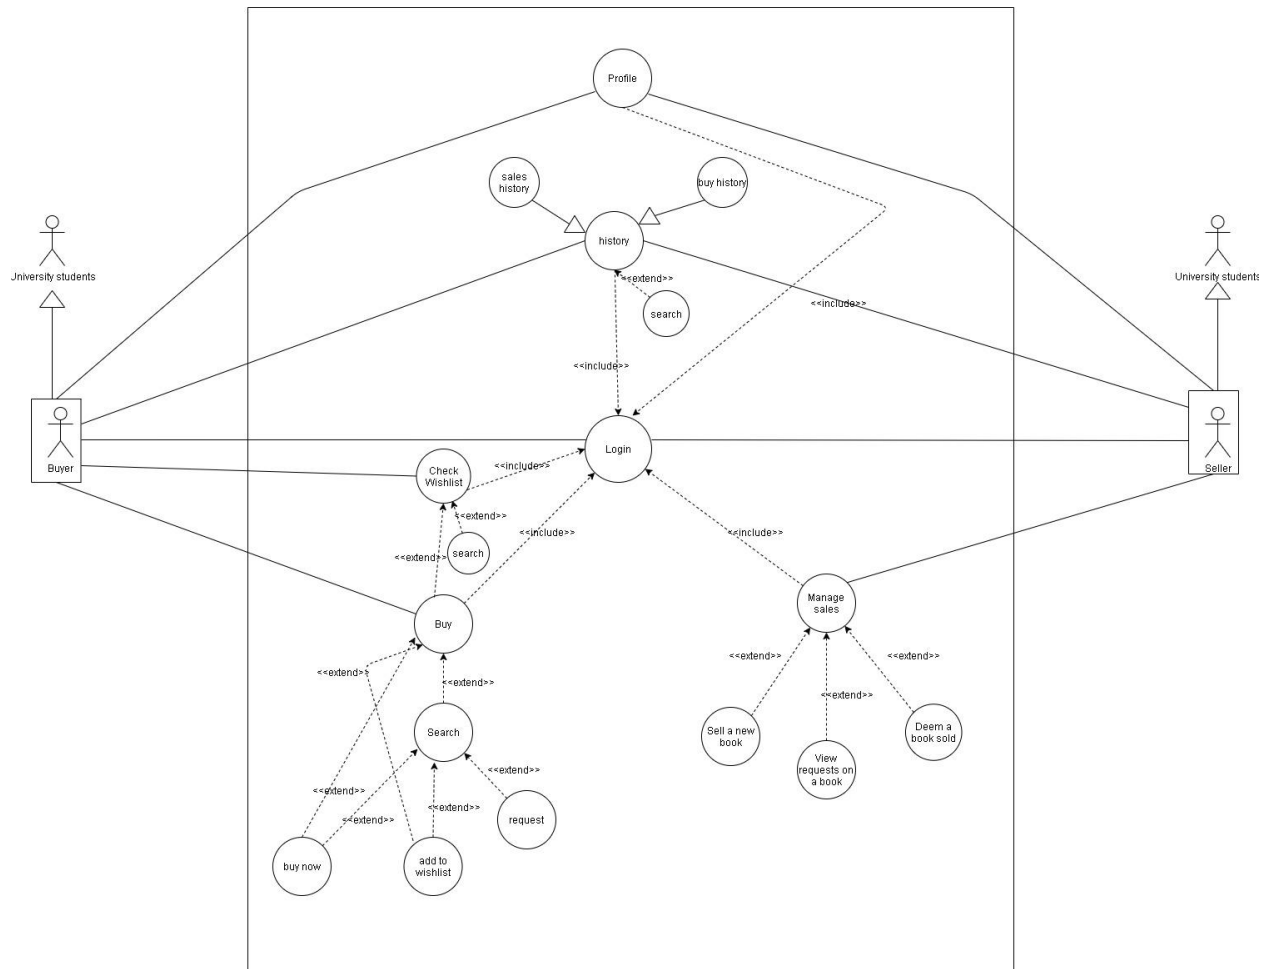 Profile
sales
history
buy history
history
University students
University students
<<extend>>
search
<<include>>
<<include>>
Buyer
Login
Seller
Check
Wishlist
<<include>>
<<extend>>
search
<<extend>>
<<include>>
<<include>>
Manage
sales
Buy
<<extend>>
<<extend>>
<<extend>>
<<extend>>
<<extend>>
<<extend>>
Search
Sell a new
book
View
requests on
a book
Deem a
book sold
<<extend>>
<<extend>>
<<extend>>
<<extend>>
request
buy now
add to
wishlist